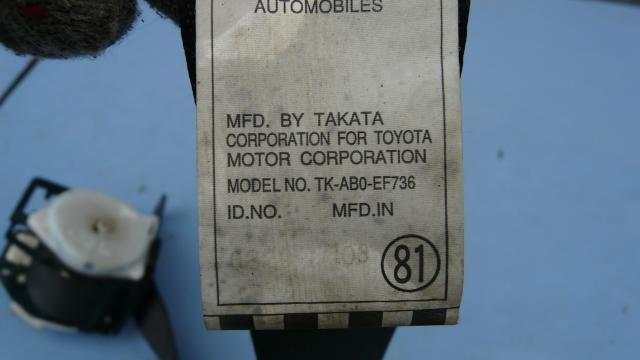 AUTOMOBILES
MFD. BY TAKATA
CORPORATION FOR TOYOTA
MOTOR CORPORATION
MODEL NO. TK-AB0-EF736
ID.NO. MFD.IN
81